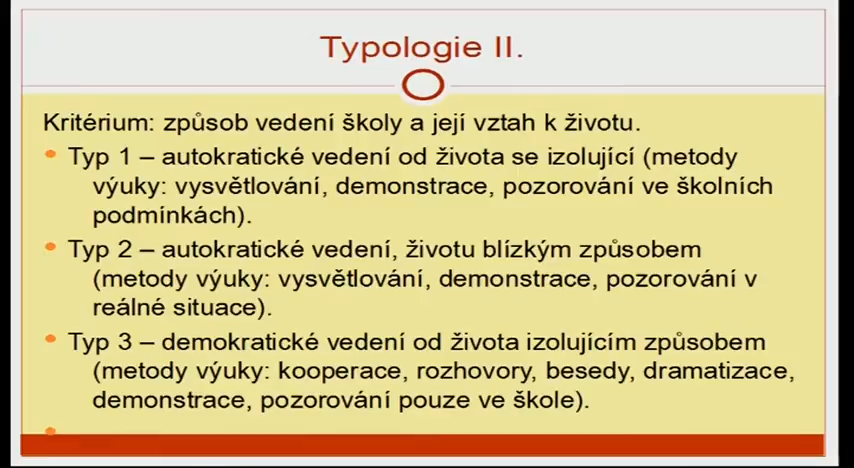 Typologie II.
Kritérium: způsob vedení školy a její vztah k životu.
• Typ 1 – autokratické vedení od života se izolující (metody
výuky: vysvětlování, demonstrace, pozorování ve školních
podmínkách).
• Typ 2 – autokratické vedení, životu blízkým způsobem
(metody výuky: vysvětlování, demonstrace, pozorování v
reálné situace).
• Typ 3 – demokratické vedení od života izolujícím způsobem
(metody výuky: kooperace, rozhovory, besedy, dramatizace,
demonstrace, pozorování pouze ve škole).